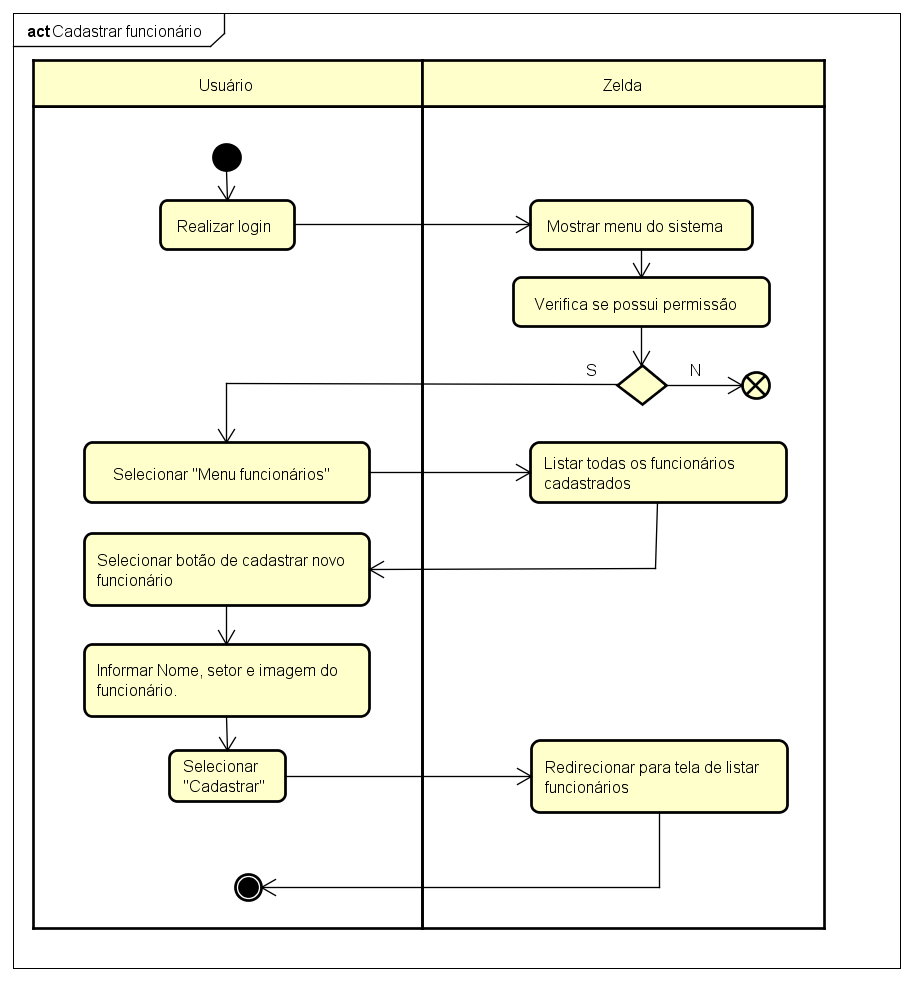 act Cadastrar funcionário
Usuário
Zelda
Realizar login
Mostrar menu do sistema
Verifica se possui permissão
S
N
Selecionar "Menu funcionários"
Listar todas os funcionários
cadastrados
Selecionar botão de cadastrar novo
funcionário
Informar Nome, setor e imagem do
funcionário.
Selecionar
"Cadastrar"
Redirecionar para tela de listar
funcionários